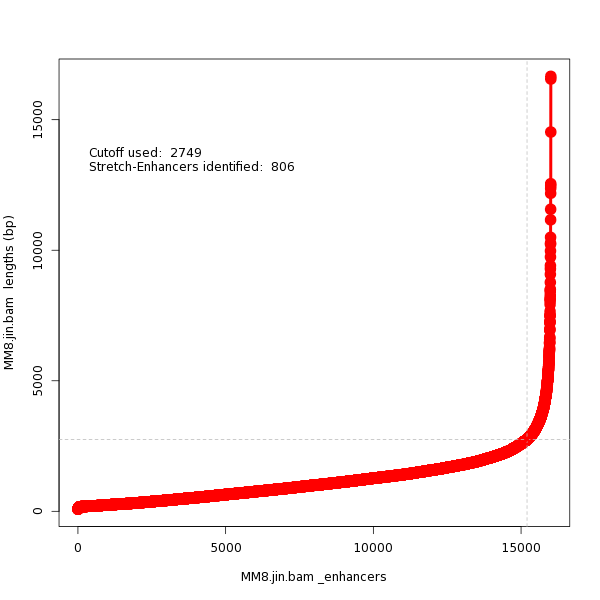 15000
Cutoff used:  2749
Stretch-Enhancers identified:  806
10000
MM8.jin.bam  lengths (bp)
5000
0
0 5000 10000 15000
MM8.jin.bam _enhancers